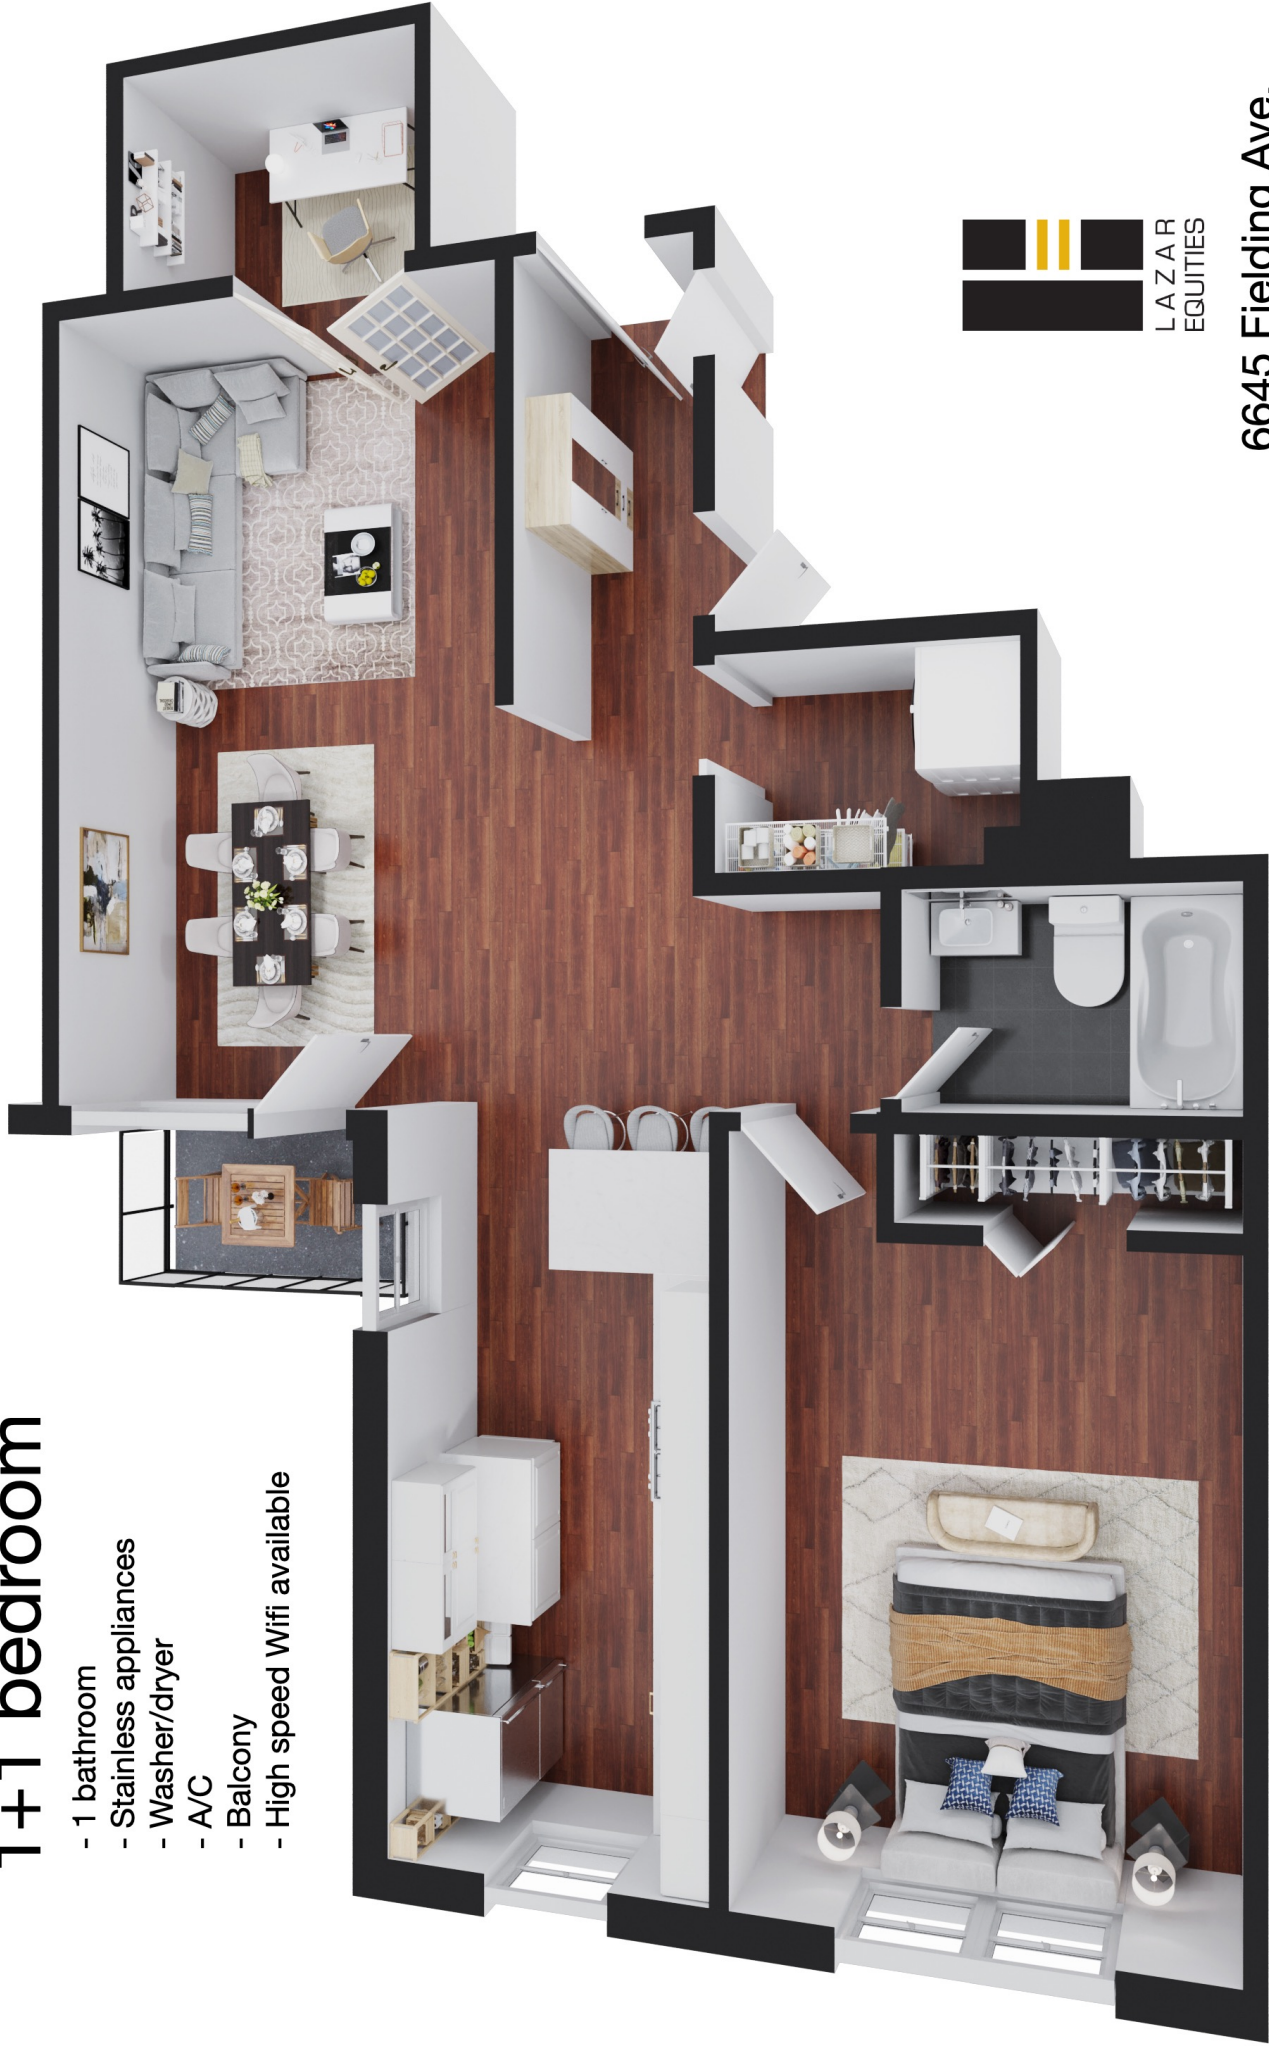 1+1 bedroom
- 1 bathroom
- Stainless appliances
- Washer/dryer
- A/C
- Balcony
- High speed Wifi available
LAZAR
EQUITIES
6645 Fielding Ave.